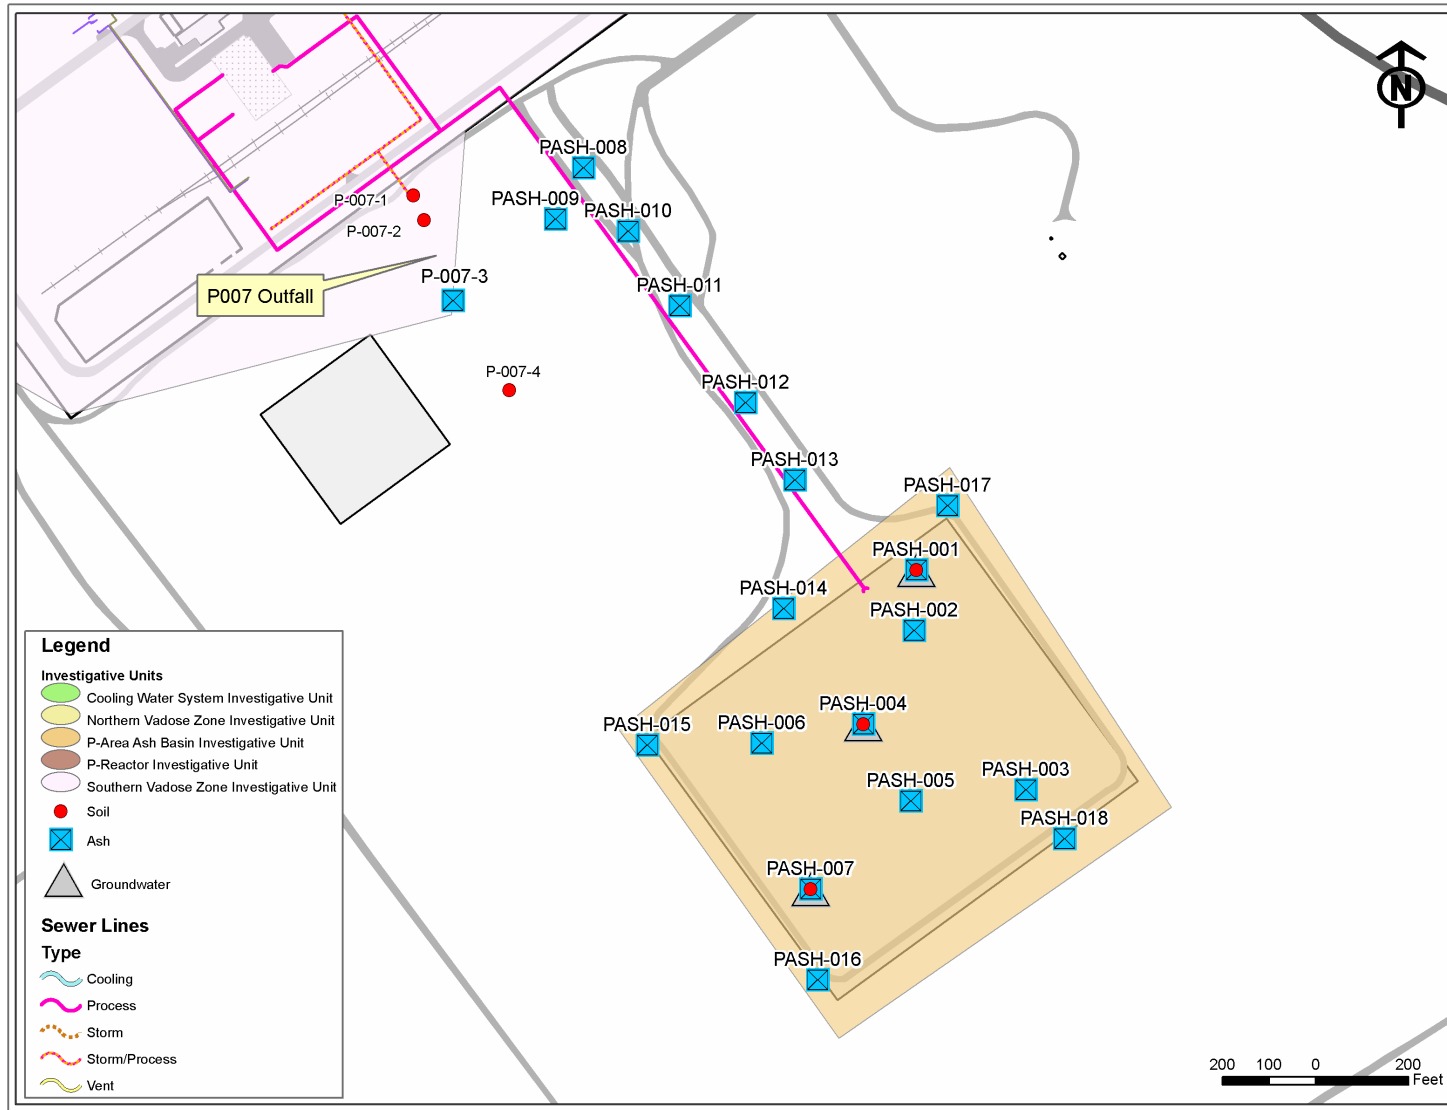 N
PASH-008
P-007-1
PASH-009
PASH-010
P-007-2
P-007-3
PASH-011
P007 Outfall
P-007-4
PASH-012
PASH-013
PASH-017
PASH-001
PASH-014
PASH-002
PASH-004
PASH-015
PASH-006
PASH-003
PASH-005
PASH-018
PASH-007
PASH-016
Legend
Investigative Units
Cooling Water System Investigative Unit
Northern Vadose Zone Investigative Unit
P-Area Ash Basin Investigative Unit
P-Reactor Investigative Unit
Southern Vadose Zone Investigative Unit
Soil
Ash
Groundwater
Sewer Lines
Type
Cooling
Process
Storm
Storm/Process
Vent
200 100 0 200
Feet